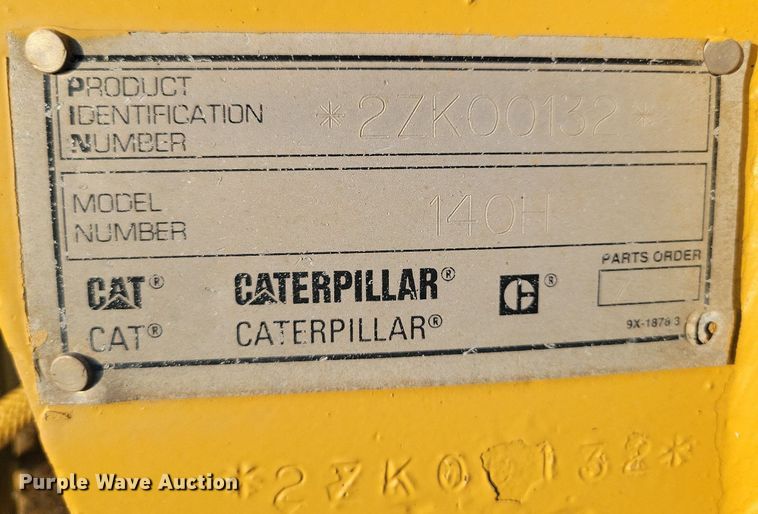 PRODUCT
IDENTIFICATION *2ZK00132*
NUMBER
MODEL
NUMBER 140H
PARTS ORDER
CAT® CATERPILLAR® C®
CAT® CATERPILLAR®
9X-1878 3
*2ZK0 132*
Purple Wave Auction